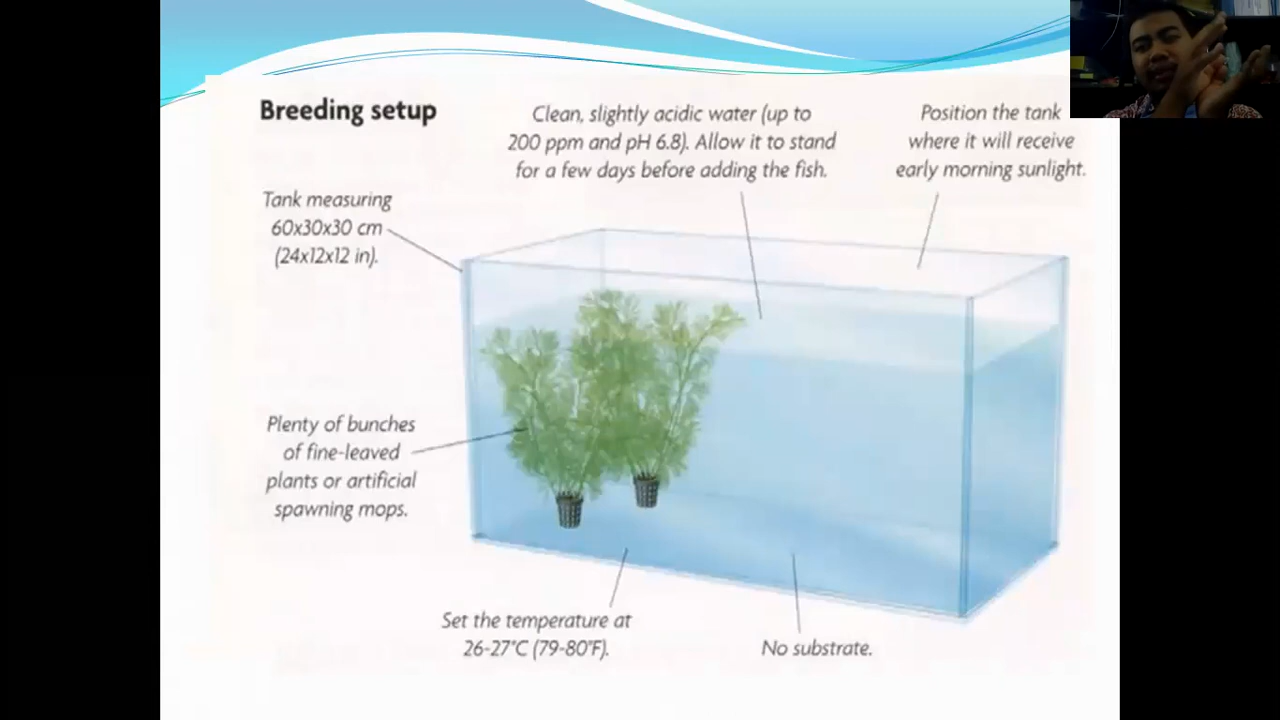 Breeding setup
Clean, slightly acidic water (up to
200 ppm and pH 6.8). Allow it to stand
for a few days before adding the fish.
Position the tank
where it will receive
early morning sunlight.
Tank measuring
60x30x30 cm
(24x12x12 in).
Plenty of bunches
of fine-leaved
plants or artificial
spawning mops.
Set the temperature at
26-27°C (79-80°F).
No substrate.